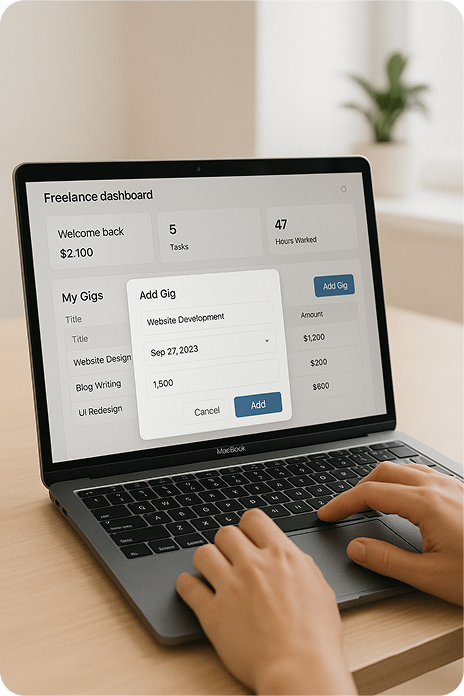 Freelance dashboard
Welcome back
$2.100
5
Tasks
47
Hours Warked
My Gigs
Add Gig
Title
Amount
Title
$1,200
Website Design
$200
Blog Writing
$600
Ui Redesign
Add Gig
Website Development
Sep 27, 2023
1,500
Cancel
Add
MacBook